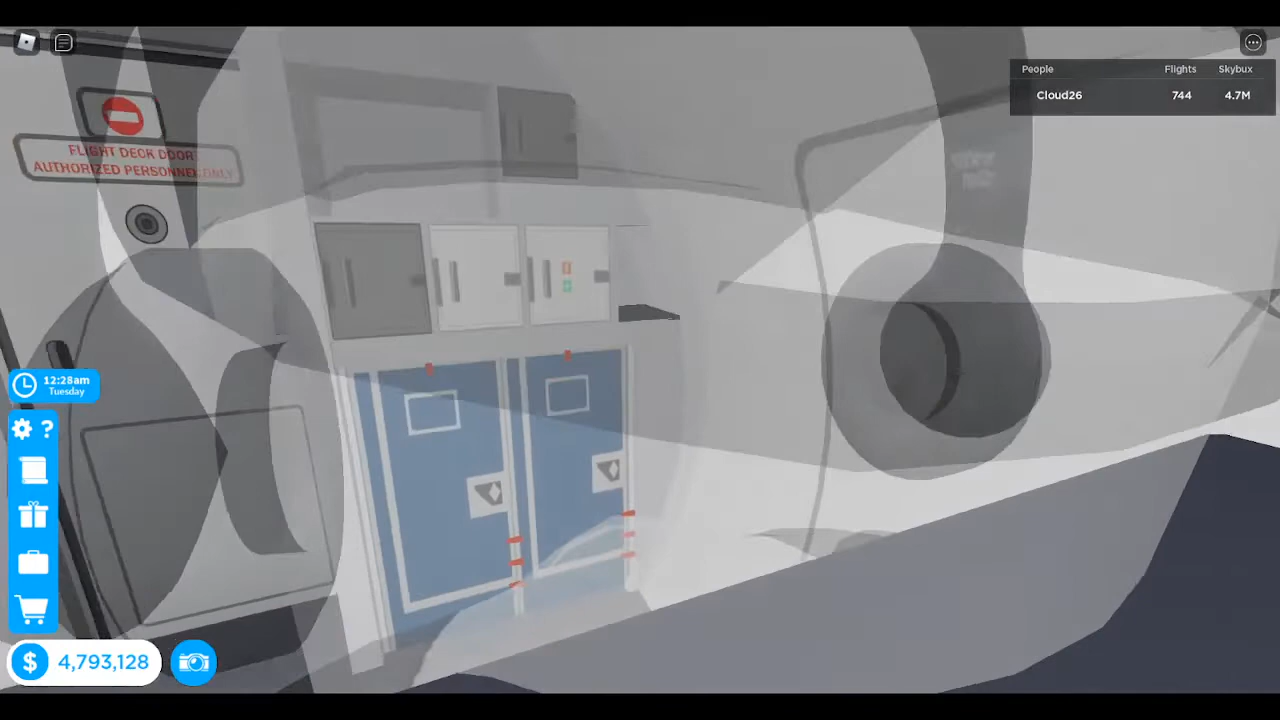 People Flights Skybux
Cloud26 744 4.7M
FLIGHT DECK DOOR
AUTHORIZED PERSONNEL ONLY
12:28am
Tuesday
?
$ 4,793,128